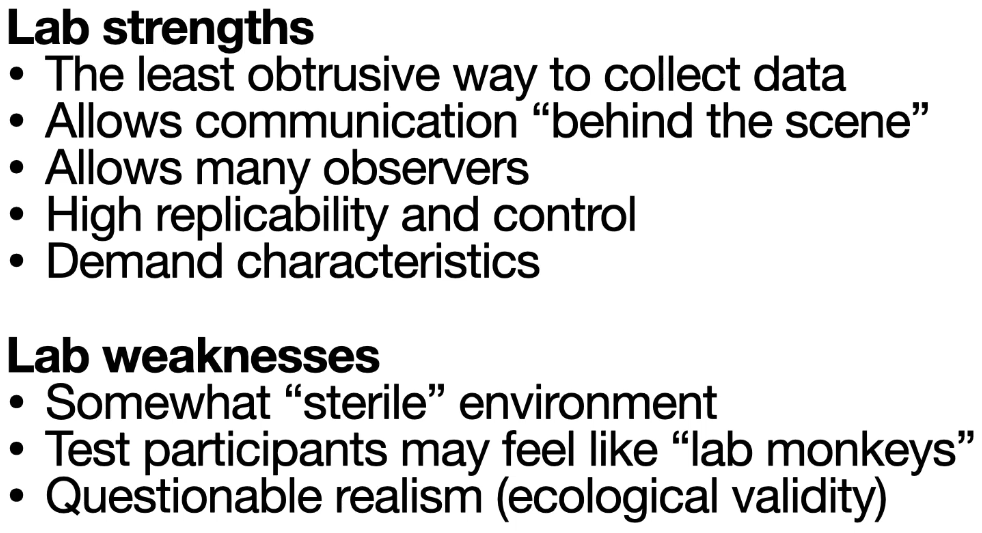 Lab strengths
• The least obtrusive way to collect data
• Allows communication “behind the scene”
• Allows many observers
• High replicability and control
• Demand characteristics
Lab weaknesses
• Somewhat “sterile” environment
• Test participants may feel like “lab monkeys”
• Questionable realism (ecological validity)